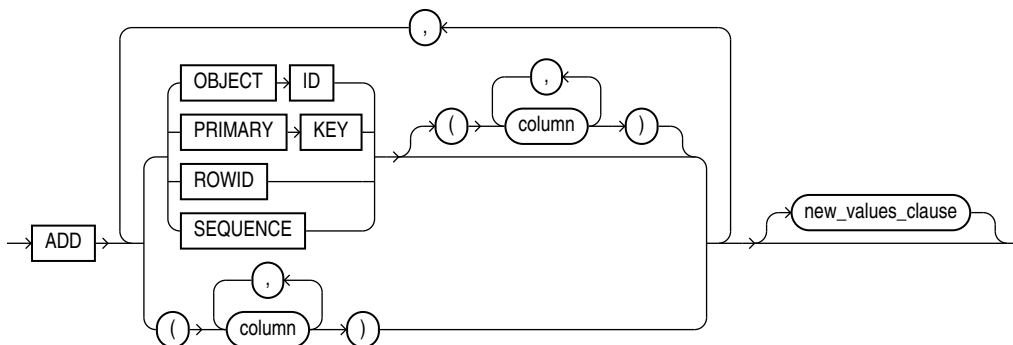 ,
OBJECT ID
,
PRIMARY KEY ( column )
ROWID
SEQUENCE
new_values_clause
ADD
,
( column )